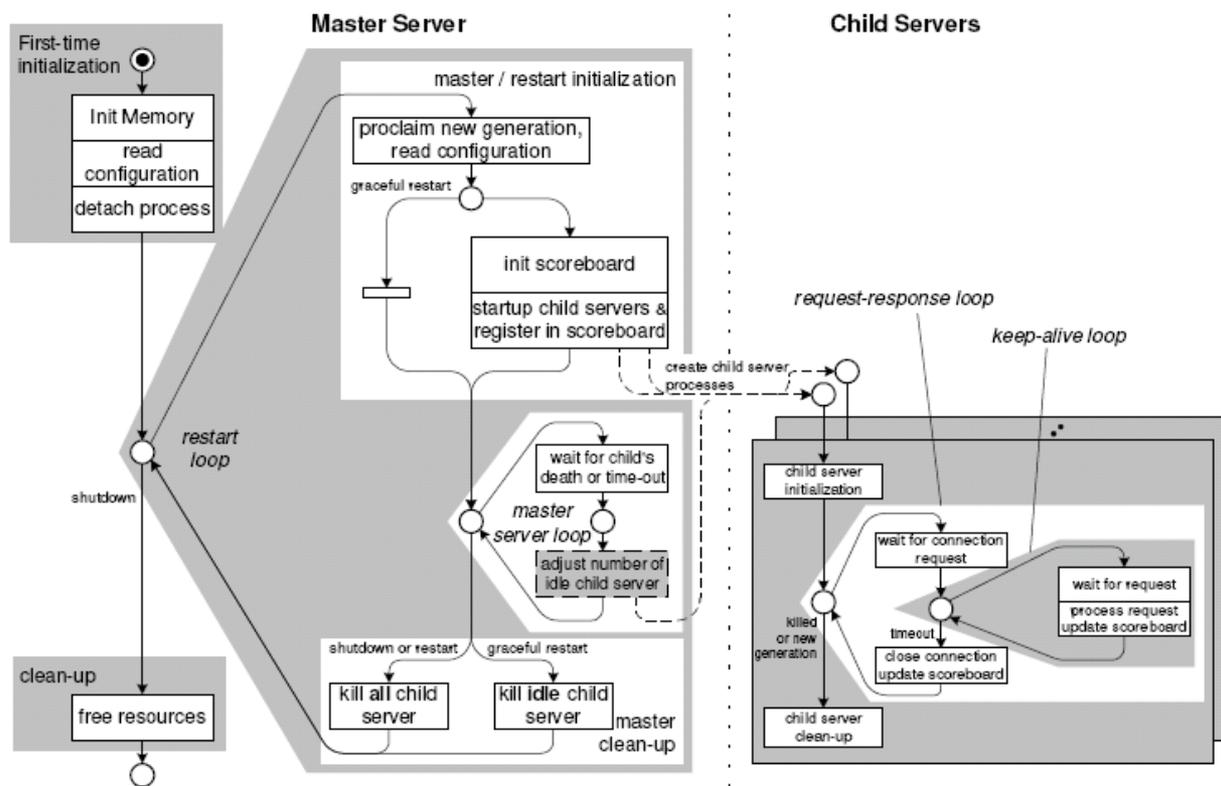 Master Server
Child Servers
First-time
initialization
Init Memory
read
configuration
detach process
master / restart initialization
proclaim new generation,
read configuration
graceful restart
init scoreboard
startup child servers &
register in scoreboard
create child server
processes
request-response loop
keep-alive loop
restart
loop
shutdown
wait for child's
death or time-out
master
server loop
adjust number of
idle child server
child server
initialization
wait for connection
request
wait for request
process request
update scoreboard
killed
or new
generation
timeout
close connection
update scoreboard
child server
clean-up
shutdown or restart
graceful restart
kill all child
server
kill idle child
server
master
clean-up
clean-up
free resources